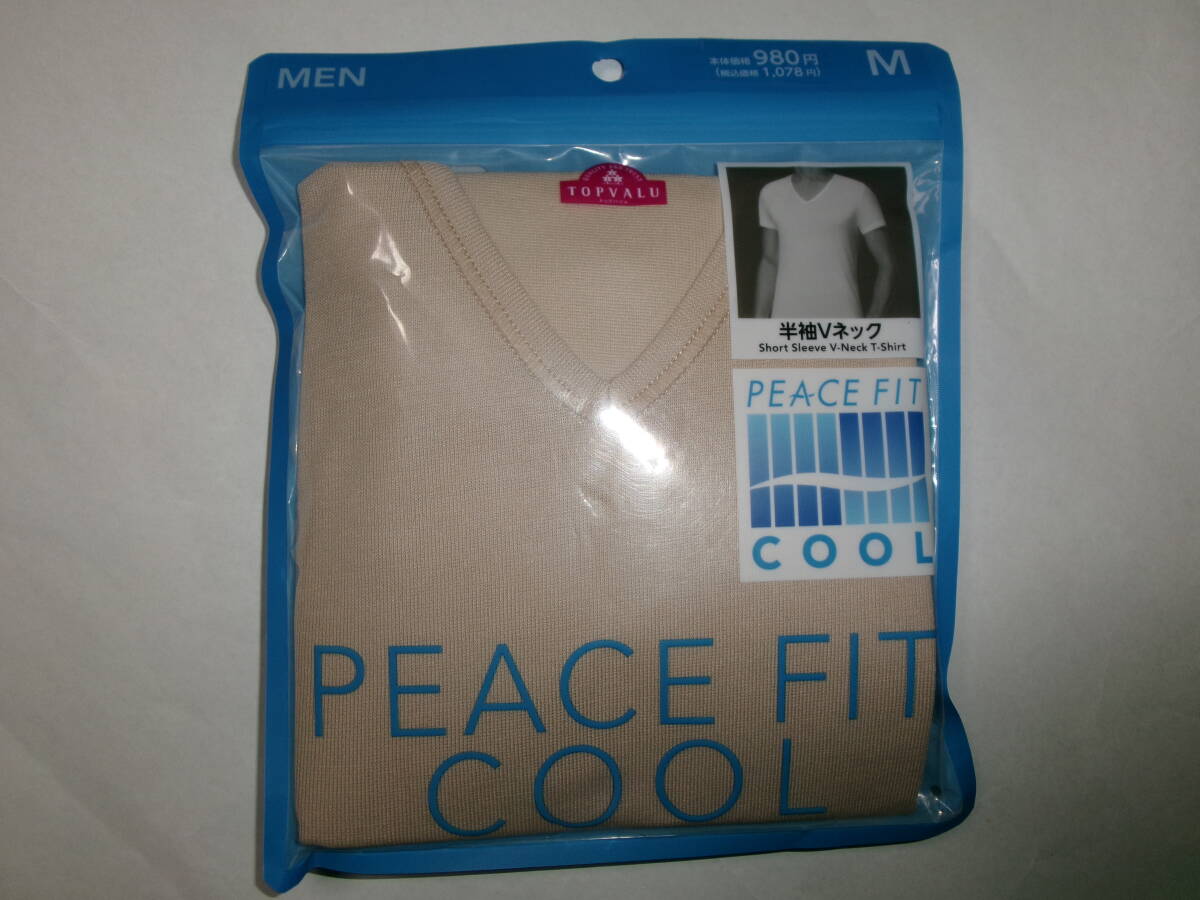 MEN
本体価格 980円
(税込価格 1,078円)
M
TOPVALU
半袖Vネック
Short Sleeve V-Neck T-Shirt
PEACE FIT
COOL
PEACE FIT
COOL